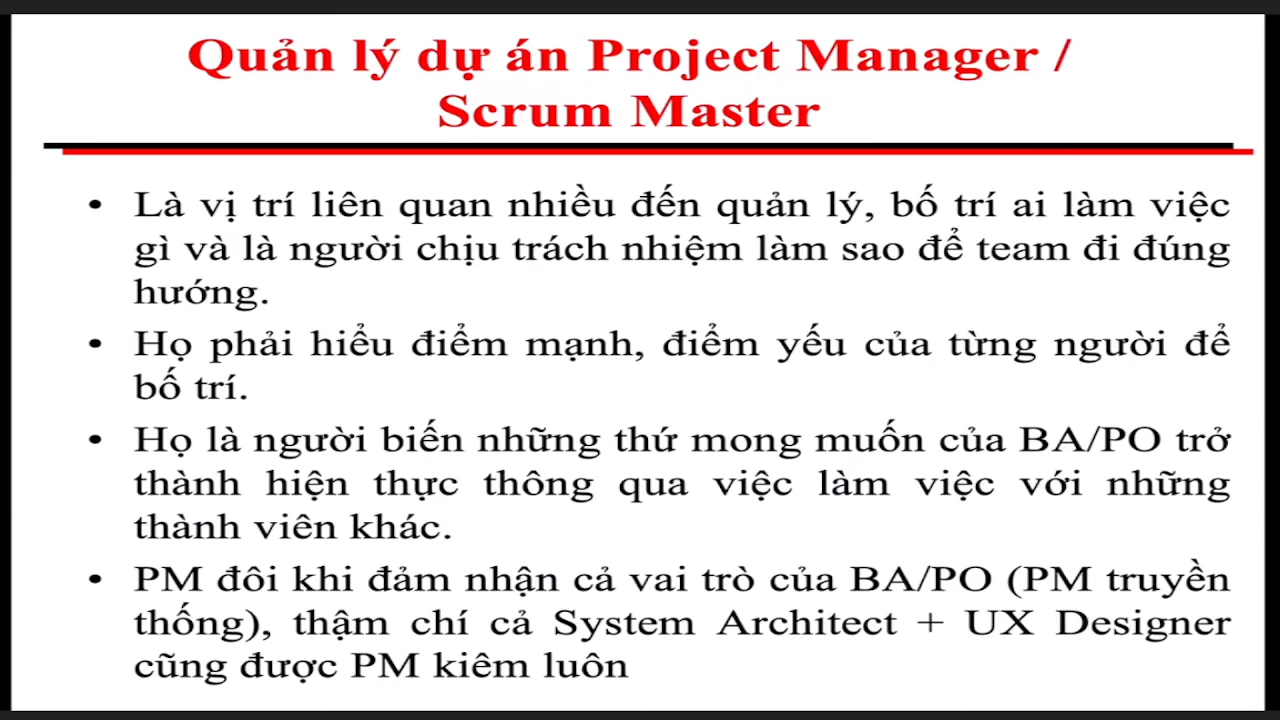 Quản lý dự án Project Manager /
Scrum Master
• Là vị trí liên quan nhiều đến quản lý, bố trí ai làm việc
gì và là người chịu trách nhiệm làm sao để team đi đúng
hướng.
• Họ phải hiểu điểm mạnh, điểm yếu của từng người để
bố trí.
• Họ là người biến những thứ mong muốn của BA/PO trở
thành hiện thực thông qua việc làm việc với những
thành viên khác.
• PM đôi khi đảm nhận cả vai trò của BA/PO (PM truyền
thống), thậm chí cả System Architect + UX Designer
cũng được PM kiêm luôn